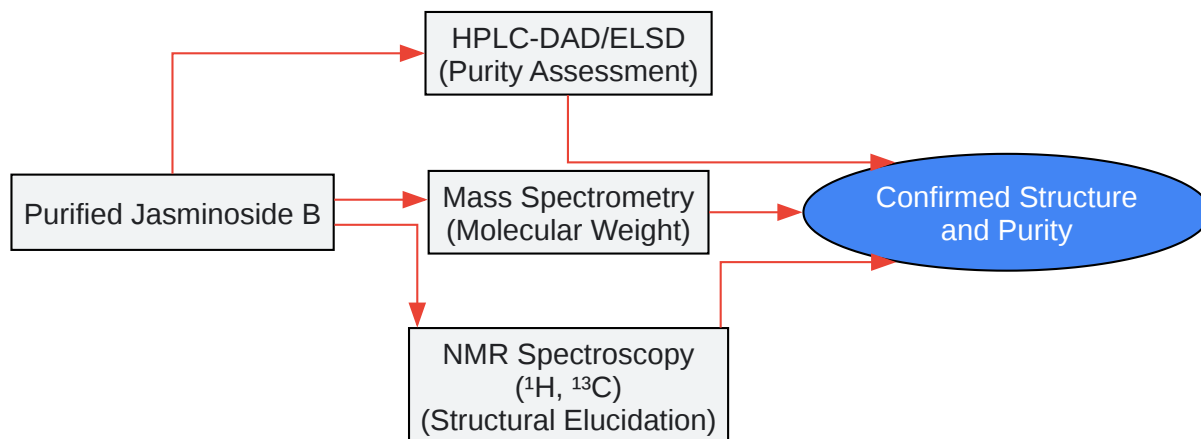 HPLC-DAD/ELSD
(Purity Assessment)
Purified Jasminoside B
Mass Spectrometry
(Molecular Weight)
Confirmed Structure
and Purity
NMR Spectroscopy
(¹H, ¹³C)
(Structural Elucidation)